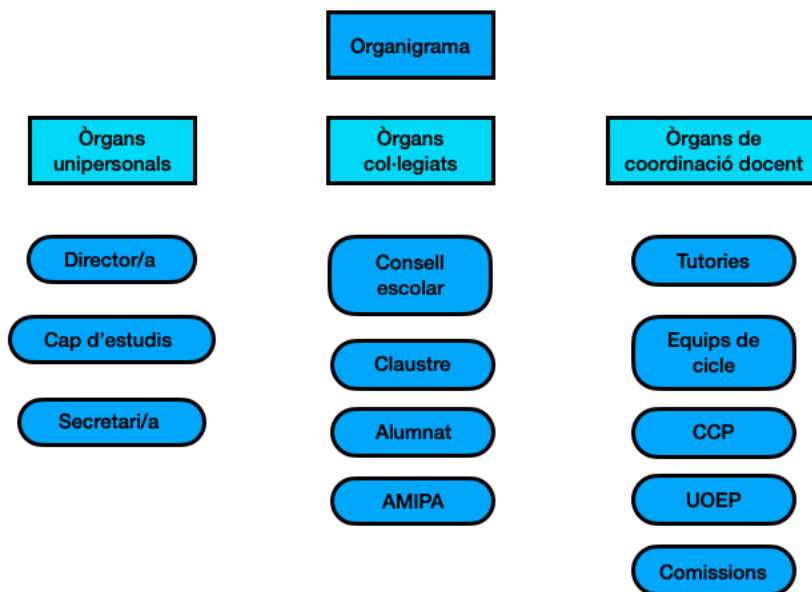 Organigrama
Òrgans
unipersonals
Director/a
Cap d'estudis
Secretari/a
Òrgans
col·legiats
Consell
escolar
Claustre
Alumnat
AMIPA
Òrgans de
coordinació docent
Tutories
Equips de
cicle
CCP
UOEP
Comissions